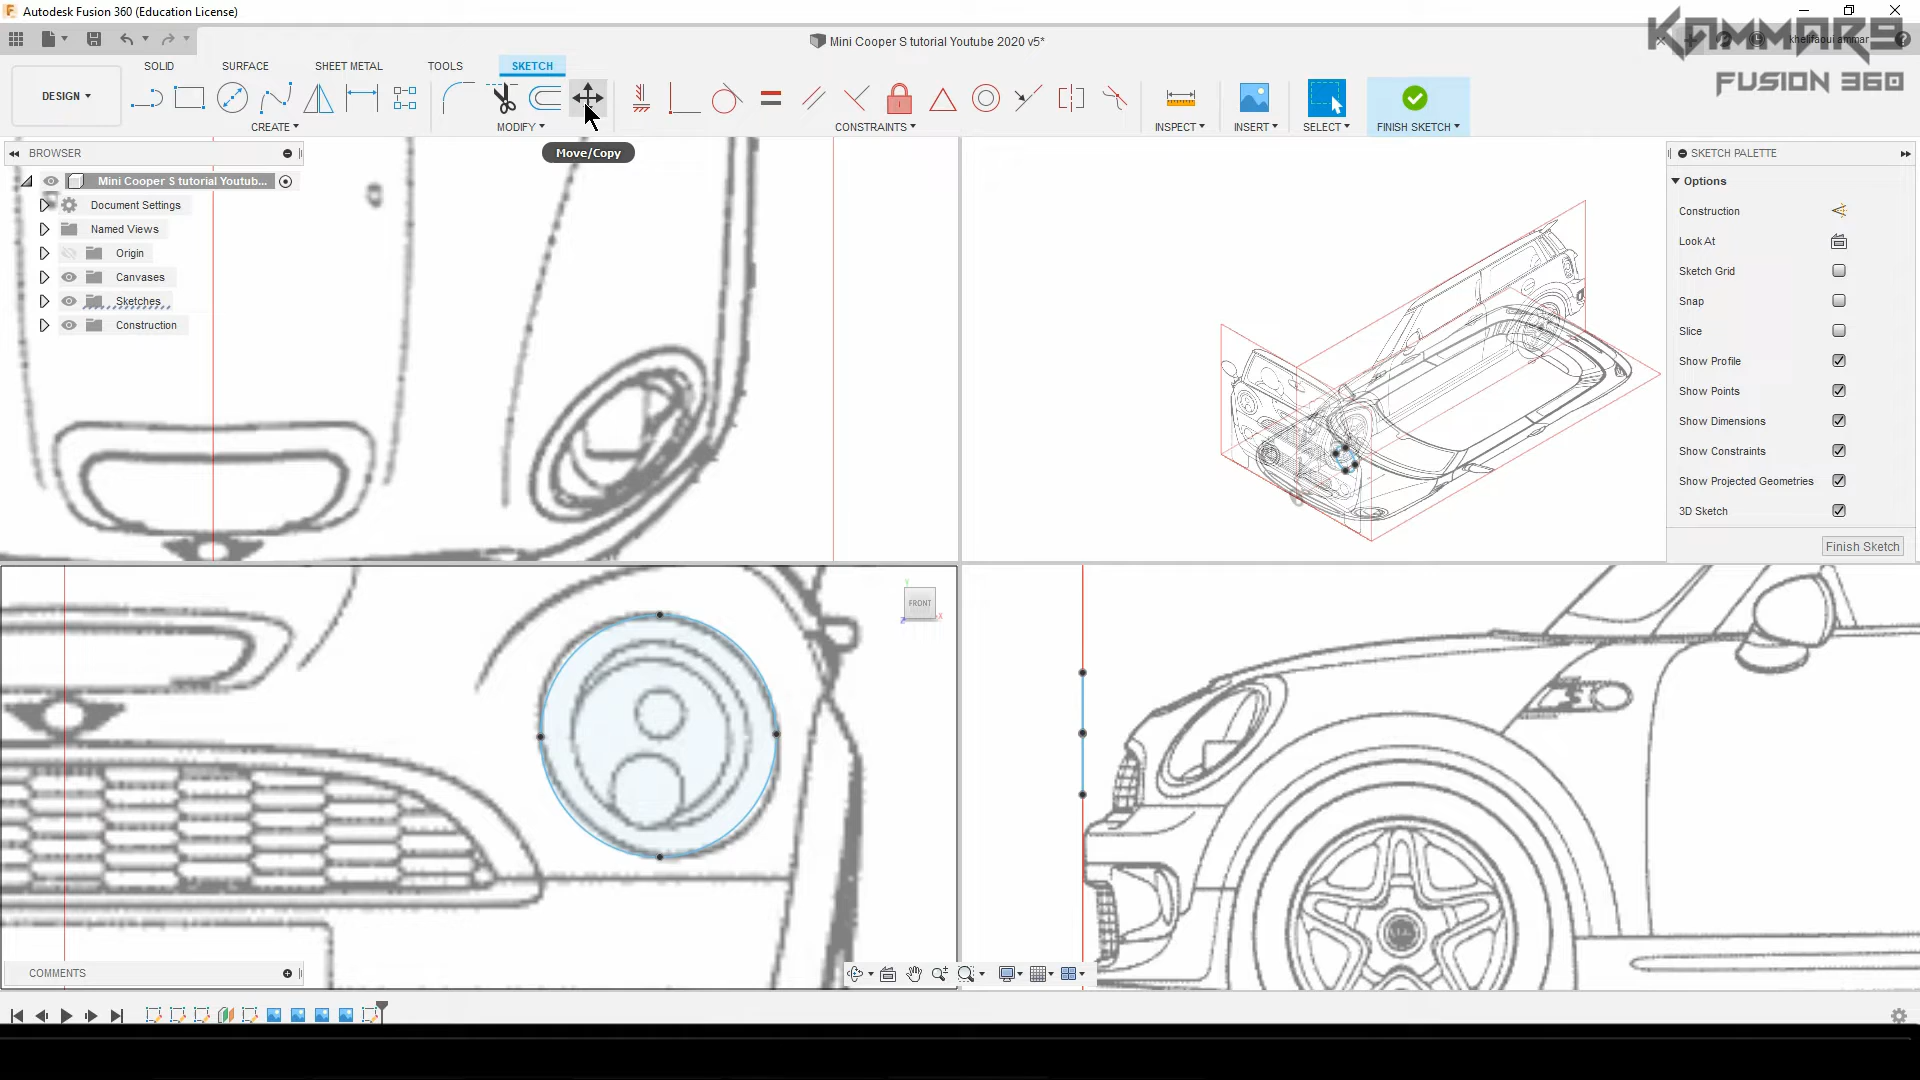 Autodesk Fusion 360 (Education License)
Mini Cooper S tutorial Youtube 2020 v5*
khelifaoui ammar
KAMMAR9
FUSION 360
SOLID
SURFACE
SHEET METAL
TOOLS
SKETCH
DESIGN
CREATE
MODIFY
CONSTRAINTS
INSPECT
INSERT
SELECT
FINISH SKETCH
Move/Copy
BROWSER
Mini Cooper S tutorial Youtub...
Document Settings
Named Views
Origin
Canvases
Sketches
Construction
SKETCH PALETTE
Options
Construction
Look At
Sketch Grid
Snap
Slice
Show Profile
Show Points
Show Dimensions
Show Constraints
Show Projected Geometries
3D Sketch
Finish Sketch
Y
FRONT
X
Z
COMMENTS